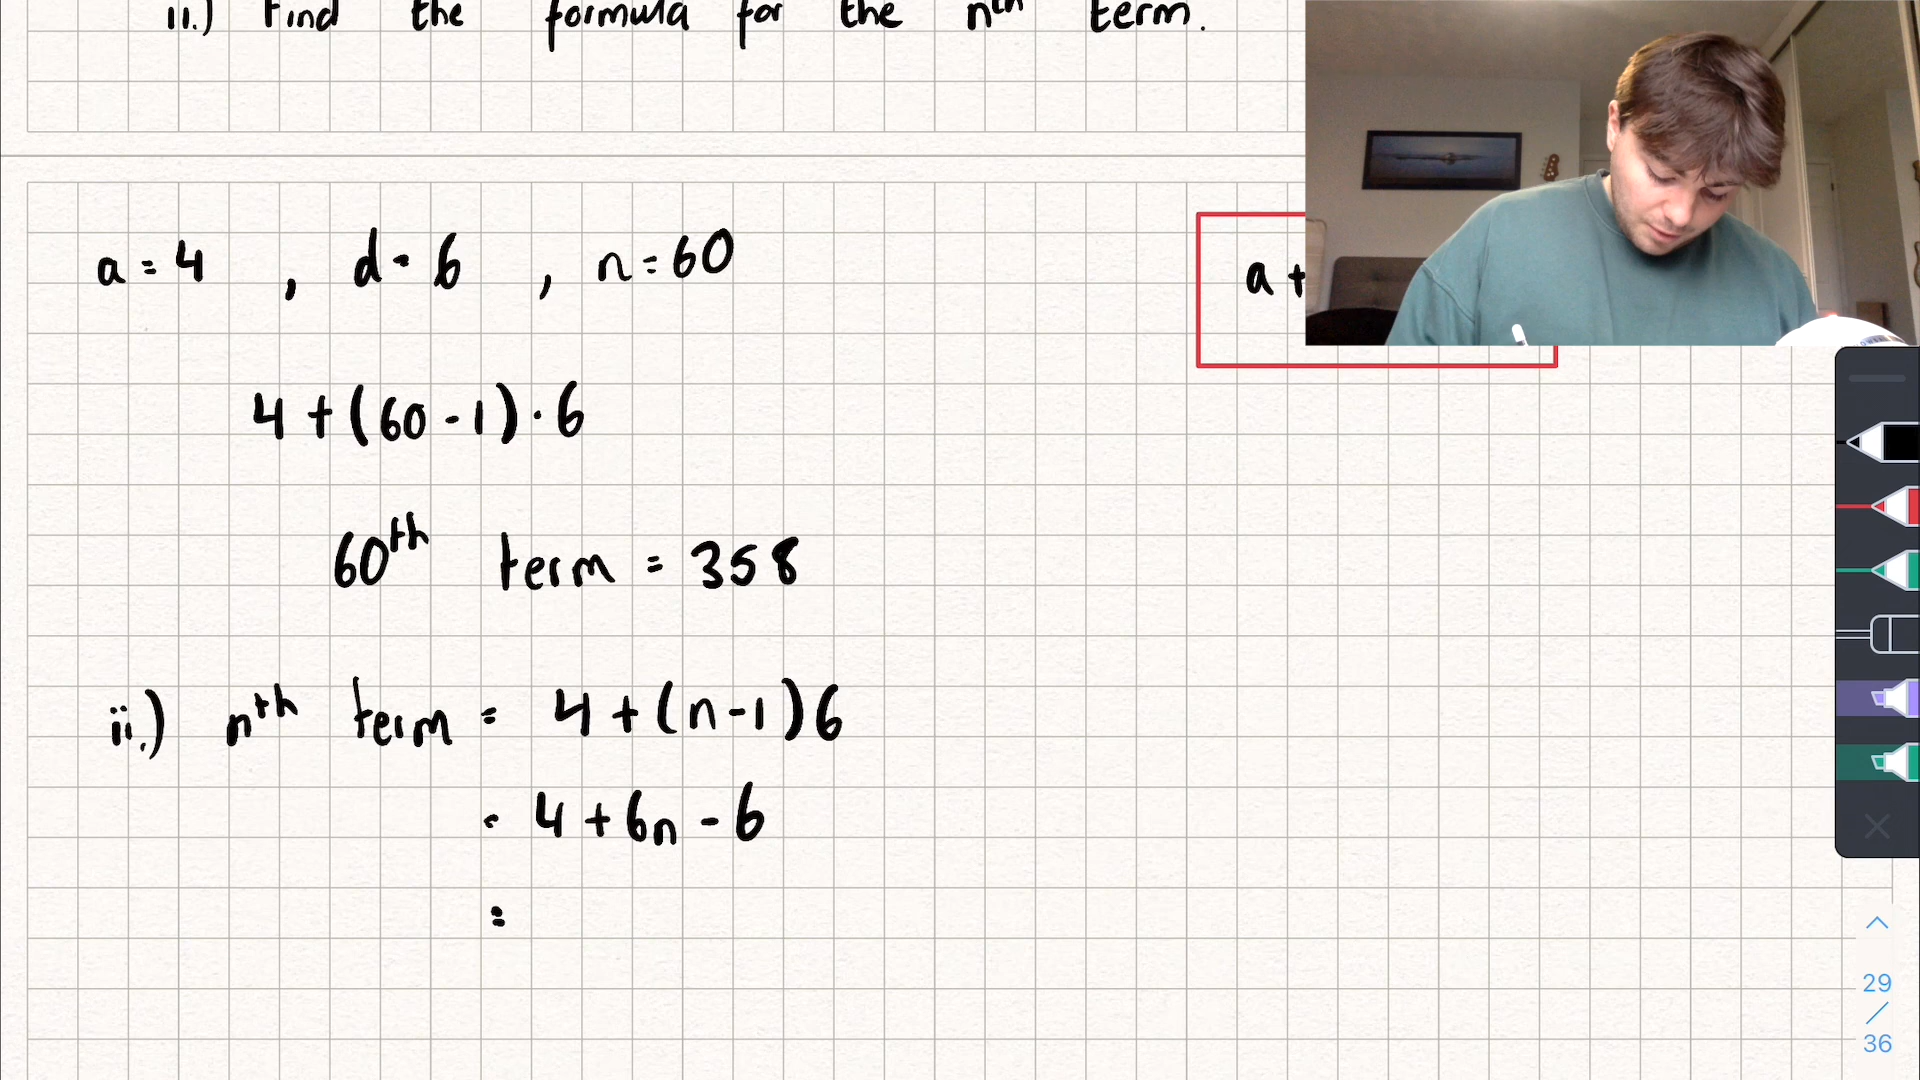 ii.) Find the formula for the nth term.
a = 4 , d = 6 , n = 60
a +
4 + (60 - 1) · 6
60th term = 358
ii.) nth term = 4 + (n - 1)6
= 4 + 6n - 6
=
29
/
36